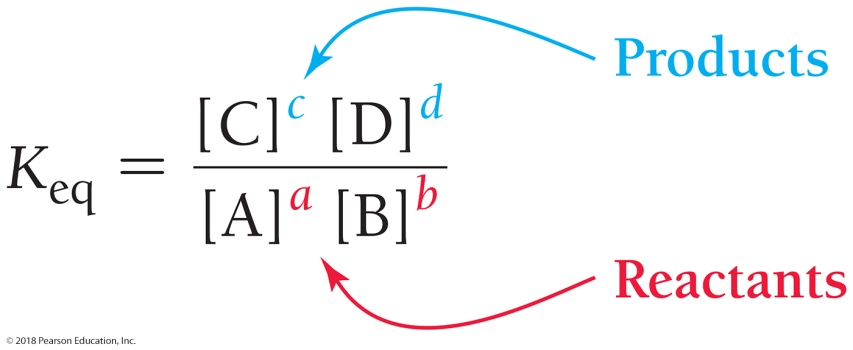 Products
K_eq = [C]^c [D]^d / [A]^a [B]^b
Reactants
© 2018 Pearson Education, Inc.